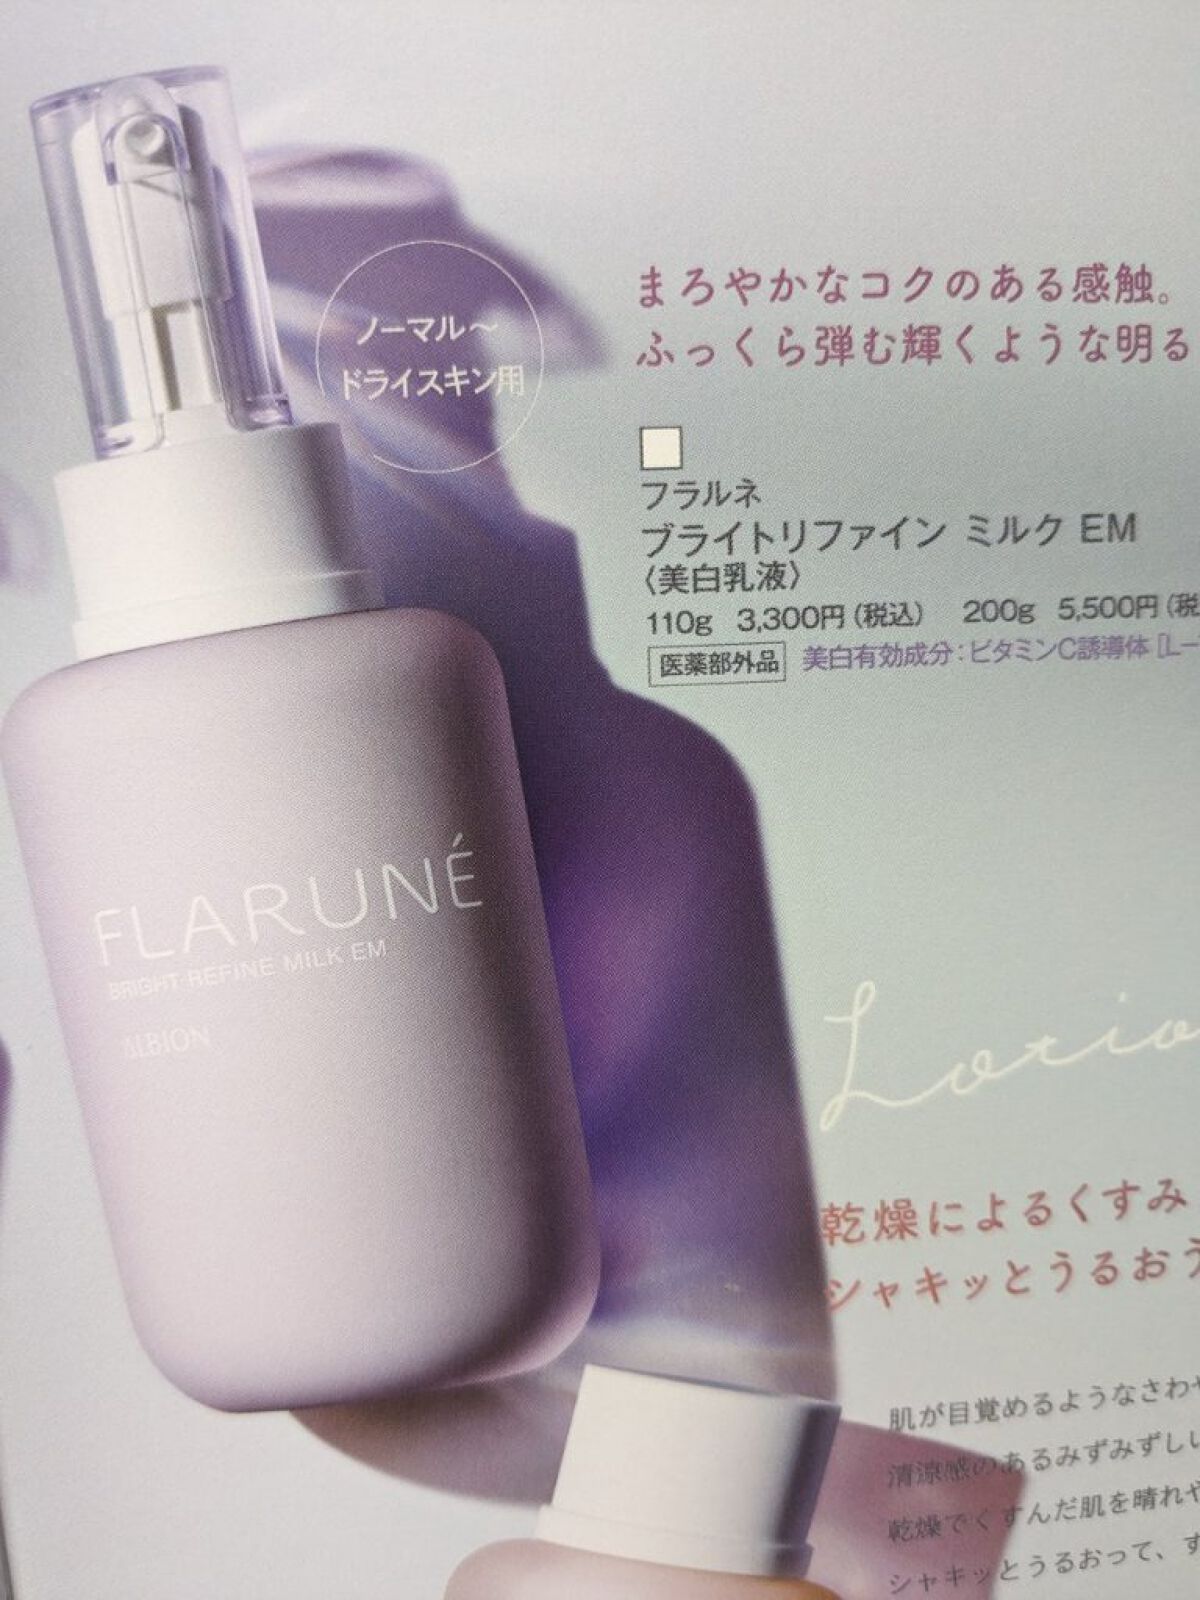 ノーマル〜
ドライスキン用
まろやかなコクのある感触。
ふっくら弾む輝くような明る
フラルネ
ブライトリファイン ミルク EM
〈美白乳液〉
110g 3,300円(税込) 200g 5,500円(税
医薬部外品 美白有効成分:ビタミンC誘導体[L-
FLARUNÉ
BRIGHT REFINE MILK EM
ALBION
Lotio
乾燥によるくすみ
シャキッとうるおう
肌が目覚めるようなさわや
清涼感のあるみずみずしい
乾燥でくすんだ肌を晴れや
シャキッとうるおって、す